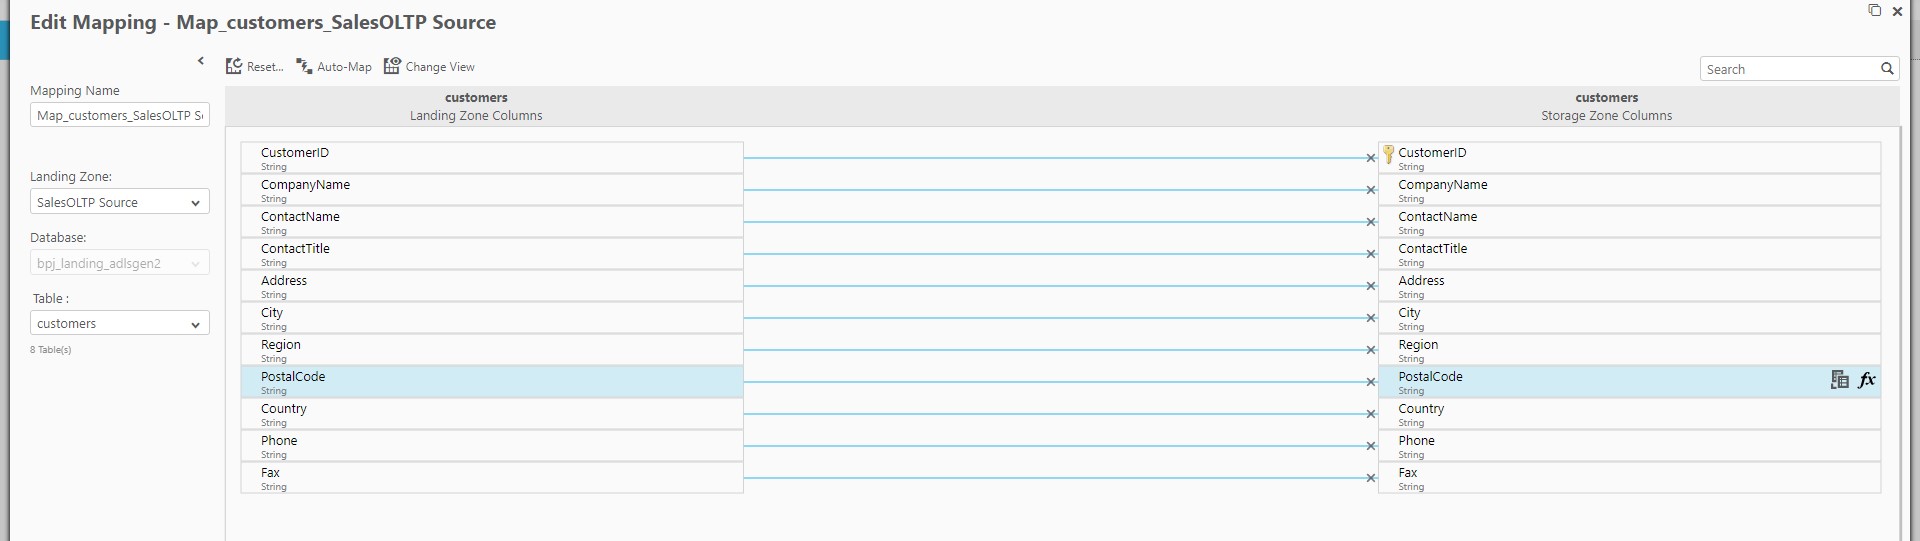 Edit Mapping - Map_customers_SalesOLTP Source
Reset... Auto-Map Change View
Search
Mapping Name
Map_customers_SalesOLTP S
Landing Zone:
SalesOLTP Source
Database:
bpj_landing_adlsgen2
Table :
customers
8 Table(s)
customers
Landing Zone Columns
CustomerID
String
CompanyName
String
ContactName
String
ContactTitle
String
Address
String
City
String
Region
String
PostalCode
String
Country
String
Phone
String
Fax
String
customers
Storage Zone Columns
CustomerID
String
CompanyName
String
ContactName
String
ContactTitle
String
Address
String
City
String
Region
String
PostalCode
String
fx
Country
String
Phone
String
Fax
String